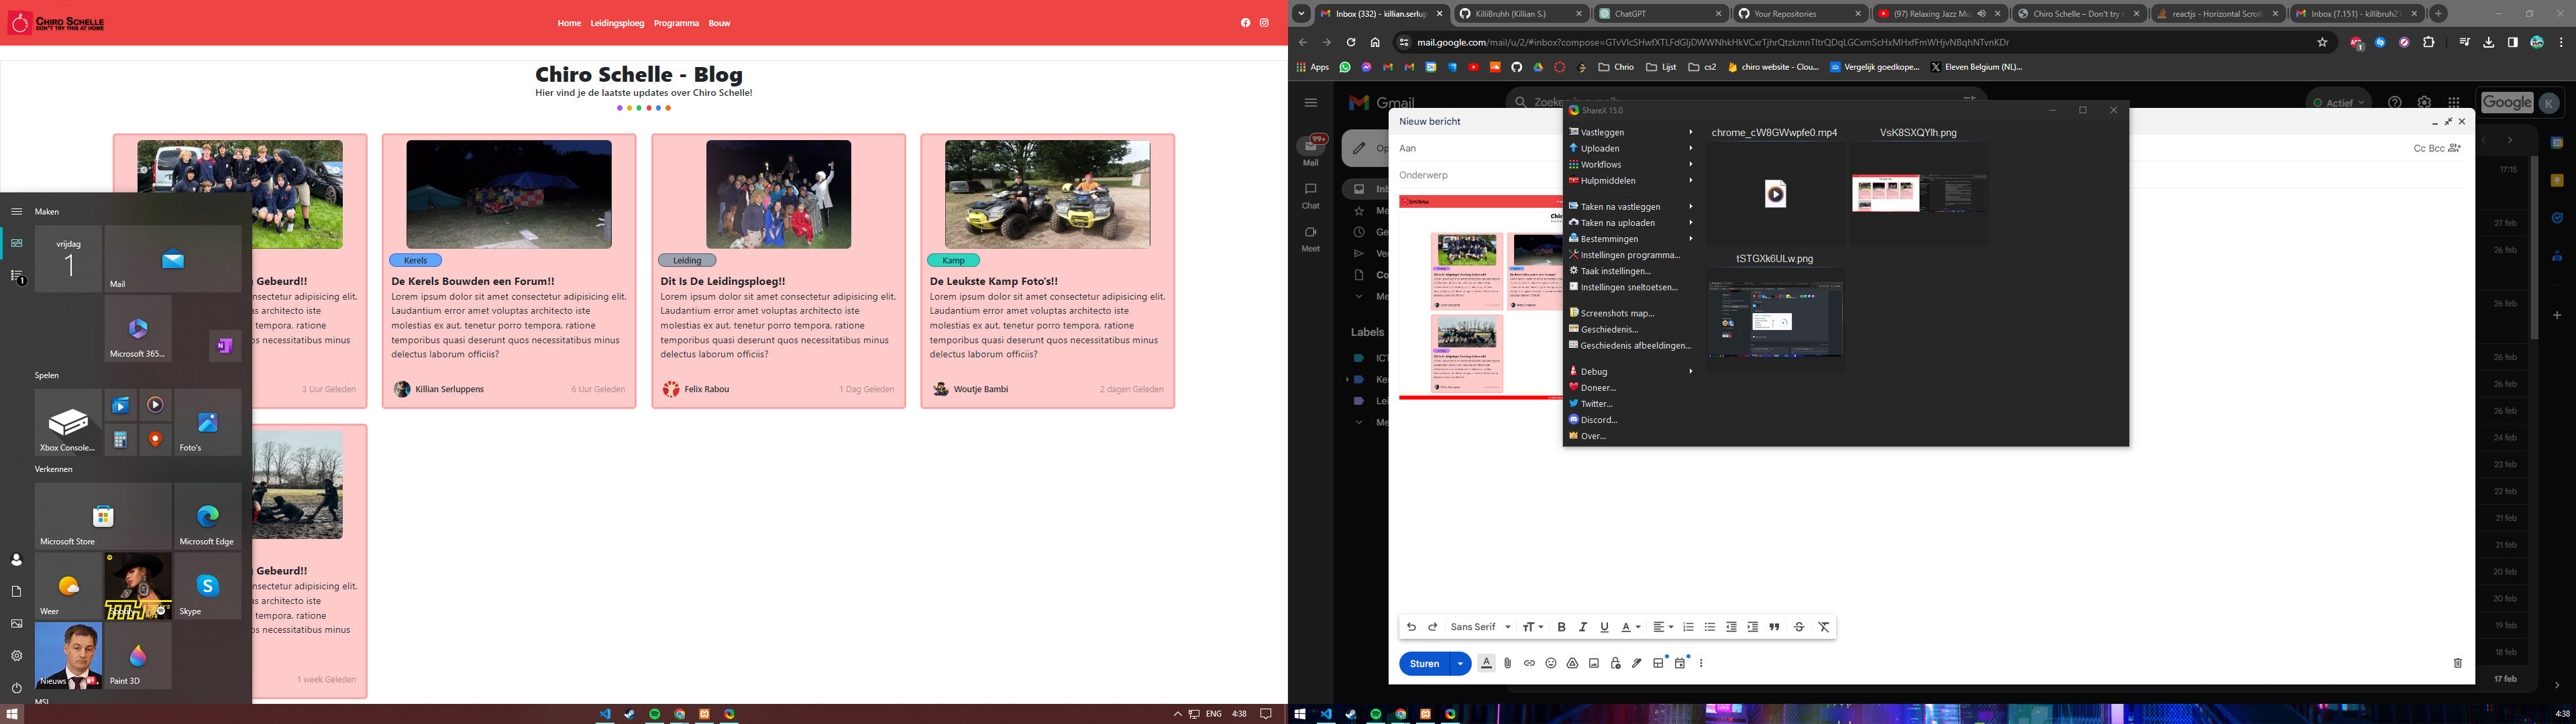 CHIRO SCHELLE
DON'T TRY THIS AT HOME
Home Leidingsploeg Programma Bouw
Chiro Schelle - Blog
Hier vind je de laatste updates over Chiro Schelle!
Gebeurd!!
consectetur adipisicing elit.
as architecto iste
tempora, ratione
os necessitatibus minus
3 Uur Geleden
Kerels
De Kerels Bouwden een Forum!!
Lorem ipsum dolor sit amet consectetur adipisicing elit.
Laudantium error amet voluptas architecto iste
molestias ex aut, tenetur porro tempora, ratione
temporibus quasi deserunt quos necessitatibus minus
delectus laborum officiis?
Killian Serluppens 6 Uur Geleden
Leiding
Dit Is De Leidingsploeg!!
Lorem ipsum dolor sit amet consectetur adipisicing elit.
Laudantium error amet voluptas architecto iste
molestias ex aut, tenetur porro tempora, ratione
temporibus quasi deserunt quos necessitatibus minus
delectus laborum officiis?
Felix Rabou 1 Dag Geleden
Kamp
De Leukste Kamp Foto's!!
Lorem ipsum dolor sit amet consectetur adipisicing elit.
Laudantium error amet voluptas architecto iste
molestias ex aut, tenetur porro tempora, ratione
temporibus quasi deserunt quos necessitatibus minus
delectus laborum officiis?
Woutje Bambi 2 dagen Geleden
Gebeurd!!
consectetur adipisicing elit.
as architecto iste
tempora, ratione
os necessitatibus minus
1 week Geleden
Maken
vrijdag
1
Mail
Microsoft 365...
1
Spelen
Xbox Console...
Foto's
Verkennen
Microsoft Store
Microsoft Edge
Weer
Spotify
Skype
Nieuws
Paint 3D
MSI
ENG 4:38
Inbox (332) - killian.serlup
KilliBruhh (Killian S.)
ChatGPT
Your Repositories
(97) Relaxing Jazz Mu
Chiro Schelle – Don't try t
reactjs - Horizontal Scroll
Inbox (7.151) - killibruh21
mail.google.com/mail/u/2/#inbox?compose=GTvVlcSHwfXTLFdGljDWWNhkHkVCxrTjhrQtzkmnTltrQDqLGCxmScHxMHxfFmWHjvNBqhNTvnKDr
Apps
Chrio
Lijst
cs2
chiro website - Clou...
Vergelijk goedkope...
Eleven Belgium (NL)...
Gmail
Zoeken
Actief
Google
K
99+
Mail
Chat
Meet
Labels
Nieuw bericht
Aan
Cc Bcc
Onderwerp
ShareX 15.0
Vastleggen
Uploaden
Workflows
Hulpmiddelen
Taken na vastleggen
Taken na uploaden
Bestemmingen
Instellingen programma...
Taak instellingen...
Instellingen sneltoetsen...
Screenshots map...
Geschiedenis...
Geschiedenis afbeeldingen...
Debug
Doneer...
Twitter...
Discord...
Over...
chrome_cW8GWwpfe0.mp4
VsK8SXQYlh.png
tSTGXk6ULw.png
17:15
27 feb
26 feb
26 feb
26 feb
26 feb
26 feb
24 feb
23 feb
22 feb
21 feb
21 feb
20 feb
20 feb
19 feb
18 feb
17 feb
Sans Serif
Sturen
4:38